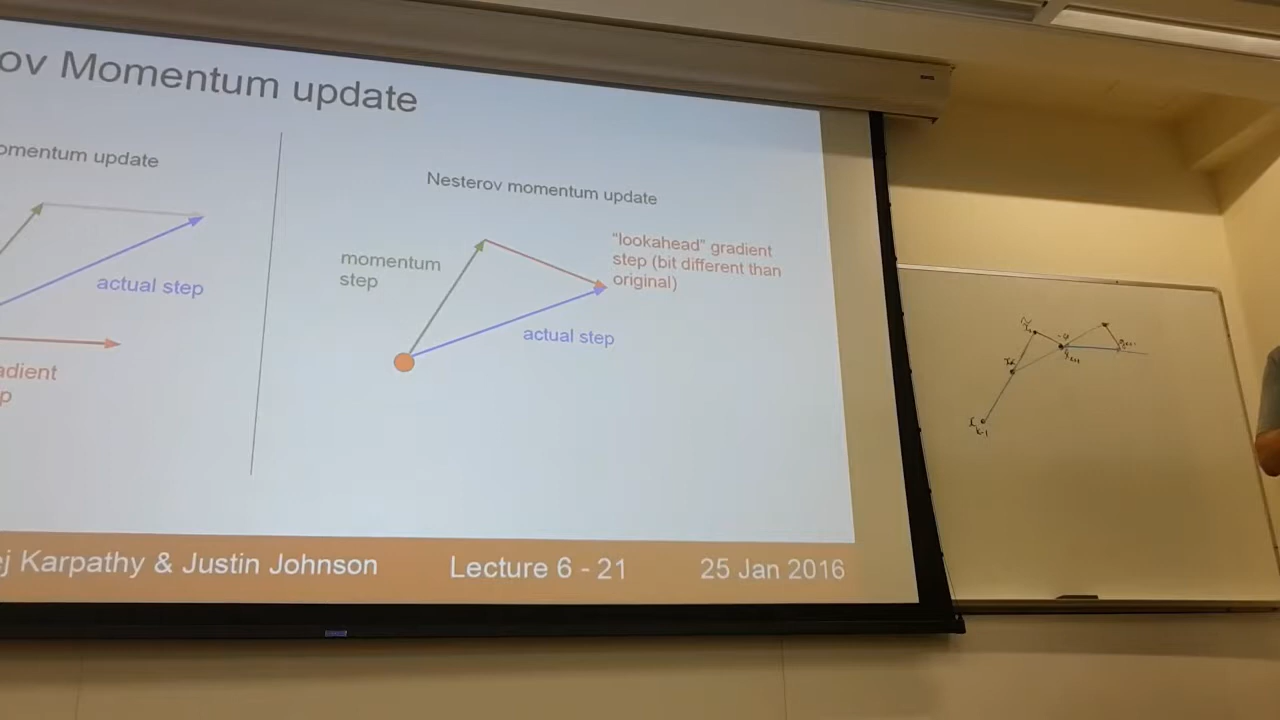 ov Momentum update
omentum update
actual step
adient
p
Nesterov momentum update
momentum
step
"lookahead" gradient
step (bit different than
original)
actual step
j Karpathy & Justin Johnson
Lecture 6 - 21
25 Jan 2016